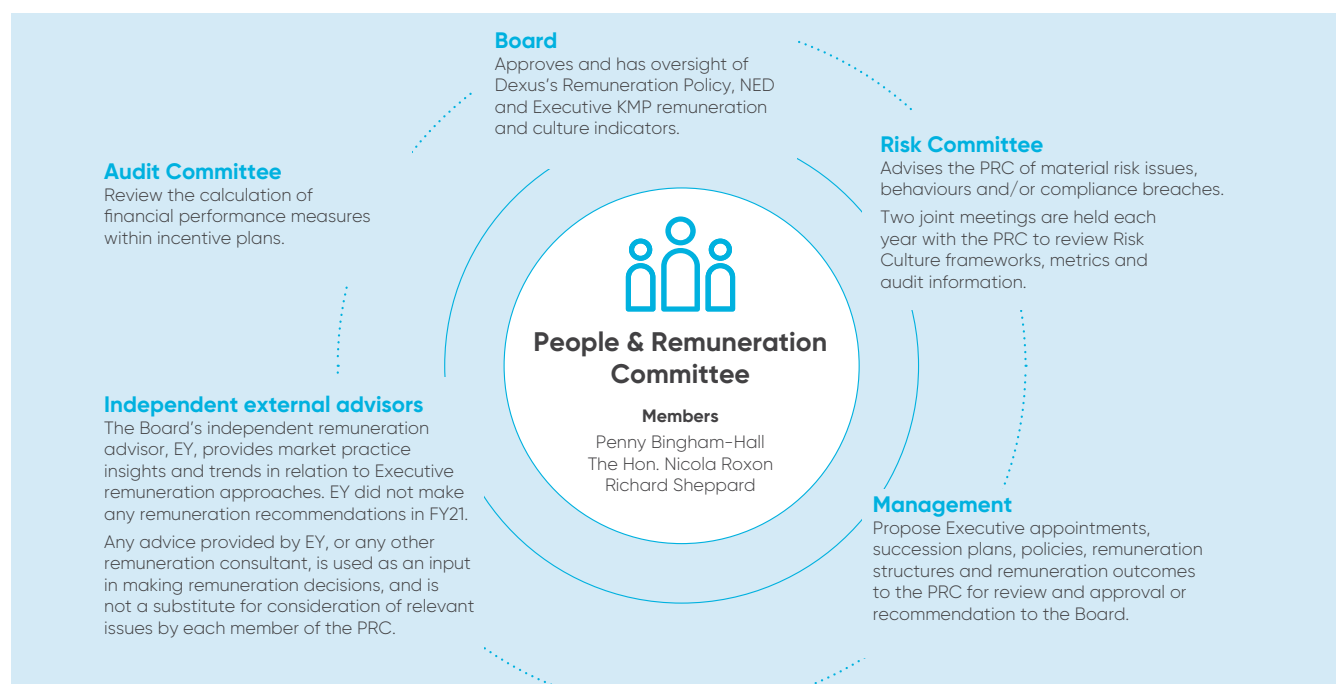 Board
Approves and has oversight of
Dexus's Remuneration Policy, NED
and Executive KMP remuneration
and culture indicators.
Audit Committee
Review the calculation of
financial performance measures
within incentive plans.
Risk Committee
Advises the PRC of material risk issues,
behaviours and/or compliance breaches.
Two joint meetings are held each
year with the PRC to review Risk
Culture frameworks, metrics and
audit information.
People & Remuneration
Committee
Members
Penny Bingham-Hall
The Hon. Nicola Roxon
Richard Sheppard
Independent external advisors
The Board's independent remuneration
advisor, EY, provides market practice
insights and trends in relation to Executive
remuneration approaches. EY did not make
any remuneration recommendations in FY21.
Any advice provided by EY, or any other
remuneration consultant, is used as an input
in making remuneration decisions, and is
not a substitute for consideration of relevant
issues by each member of the PRC.
Management
Propose Executive appointments,
succession plans, policies, remuneration
structures and remuneration outcomes
to the PRC for review and approval or
recommendation to the Board.